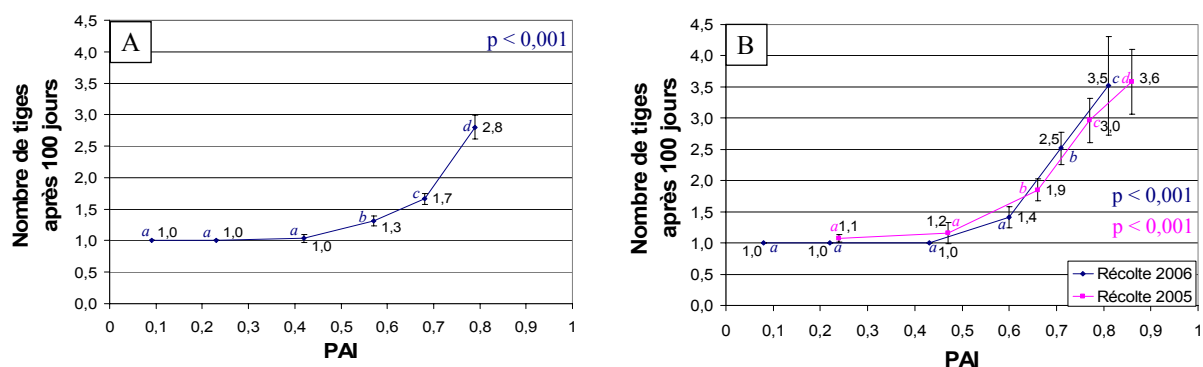 A
p < 0,001
Nombre de tiges
après 100 jours
4,5
4,0
3,5
3,0
2,5
2,0
1,5
1,0
0,5
0,0
a 1,0
a 1,0
a 1,0
b 1,3
c 1,7
d 2,8
0 0,1 0,2 0,3 0,4 0,5 0,6 0,7 0,8 0,9 1
PAI
B
Nombre de tiges
après 100 jours
4,5
4,0
3,5
3,0
2,5
2,0
1,5
1,0
0,5
0,0
3,5 c d 3,6
c 3,0
2,5 b
b 1,9
a 1,4
1,2 a
a 1,1
1,0 a
1,0 a
a 1,0
p < 0,001
p < 0,001
Récolte 2006
Récolte 2005
0 0,1 0,2 0,3 0,4 0,5 0,6 0,7 0,8 0,9 1
PAI